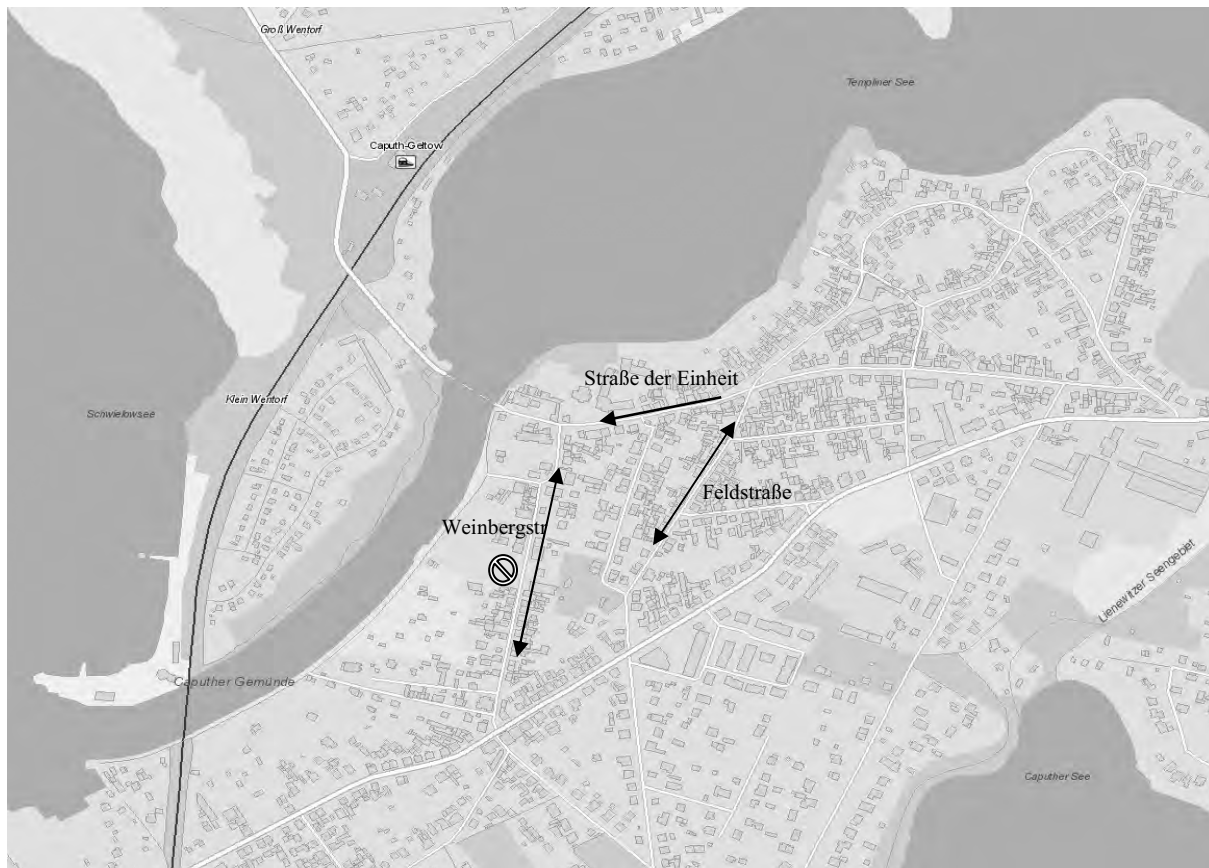 Groß Wentorf
Templiner See
Caputh-Geltow
Straße der Einheit
Klein Wentorf
Schwielowsee
Feldstraße
Weinbergstr
Lienewitzer Seengebiet
Caputher Gemünde
Caputher See